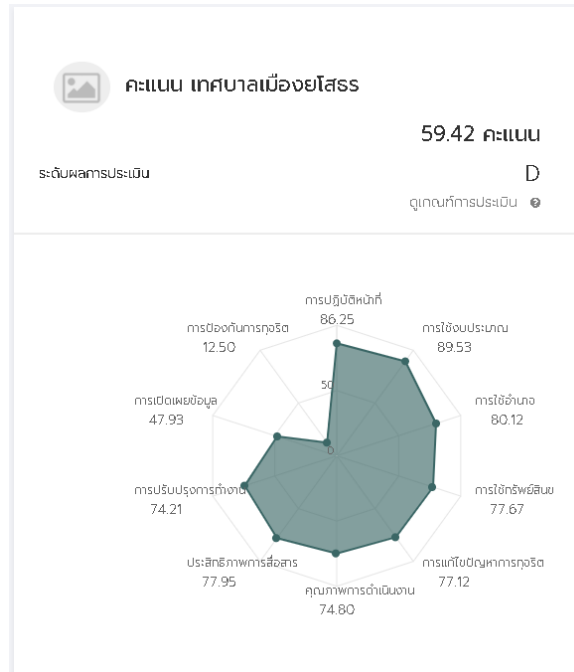 คะแนน เทศบาลเมืองยโสธร
59.42 คะแนน
ระดับผลการประเมิน
D
ดูเกณฑ์การประเมิน
การปฏิบัติหน้าที่
86.25
การป้องกันการทุจริต
12.50
การใช้งบประมาณ
89.53
50
การเปิดเผยข้อมูล
47.93
การใช้อำนาจ
80.12
0
การปรับปรุงการทำงาน
74.21
การใช้ทรัพย์สินข
77.67
ประสิทธิภาพการสื่อสาร
77.95
การแก้ไขปัญหาการทุจริต
77.12
คุณภาพการดำเนินงาน
74.80